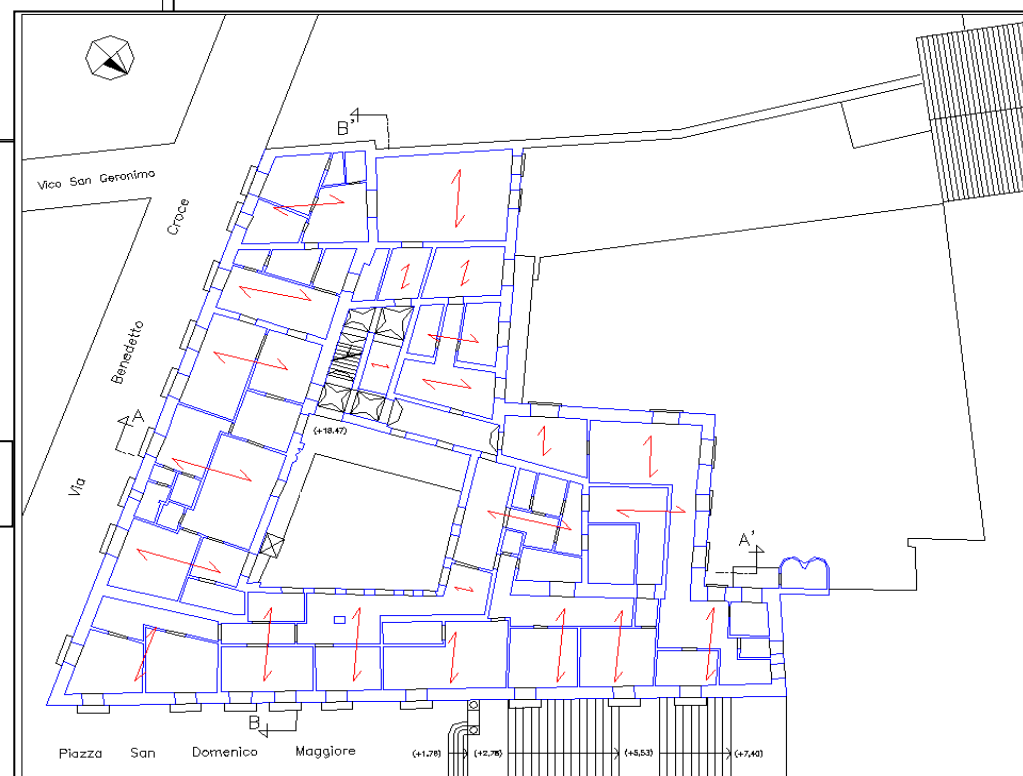 B'
Vico San Geronimo
Croce
Benedetto
A
(+18.47)
Via
A'
B
Piazza San Domenico Maggiore
(+1.78) (+2,78) (+5,53) (+7,40)